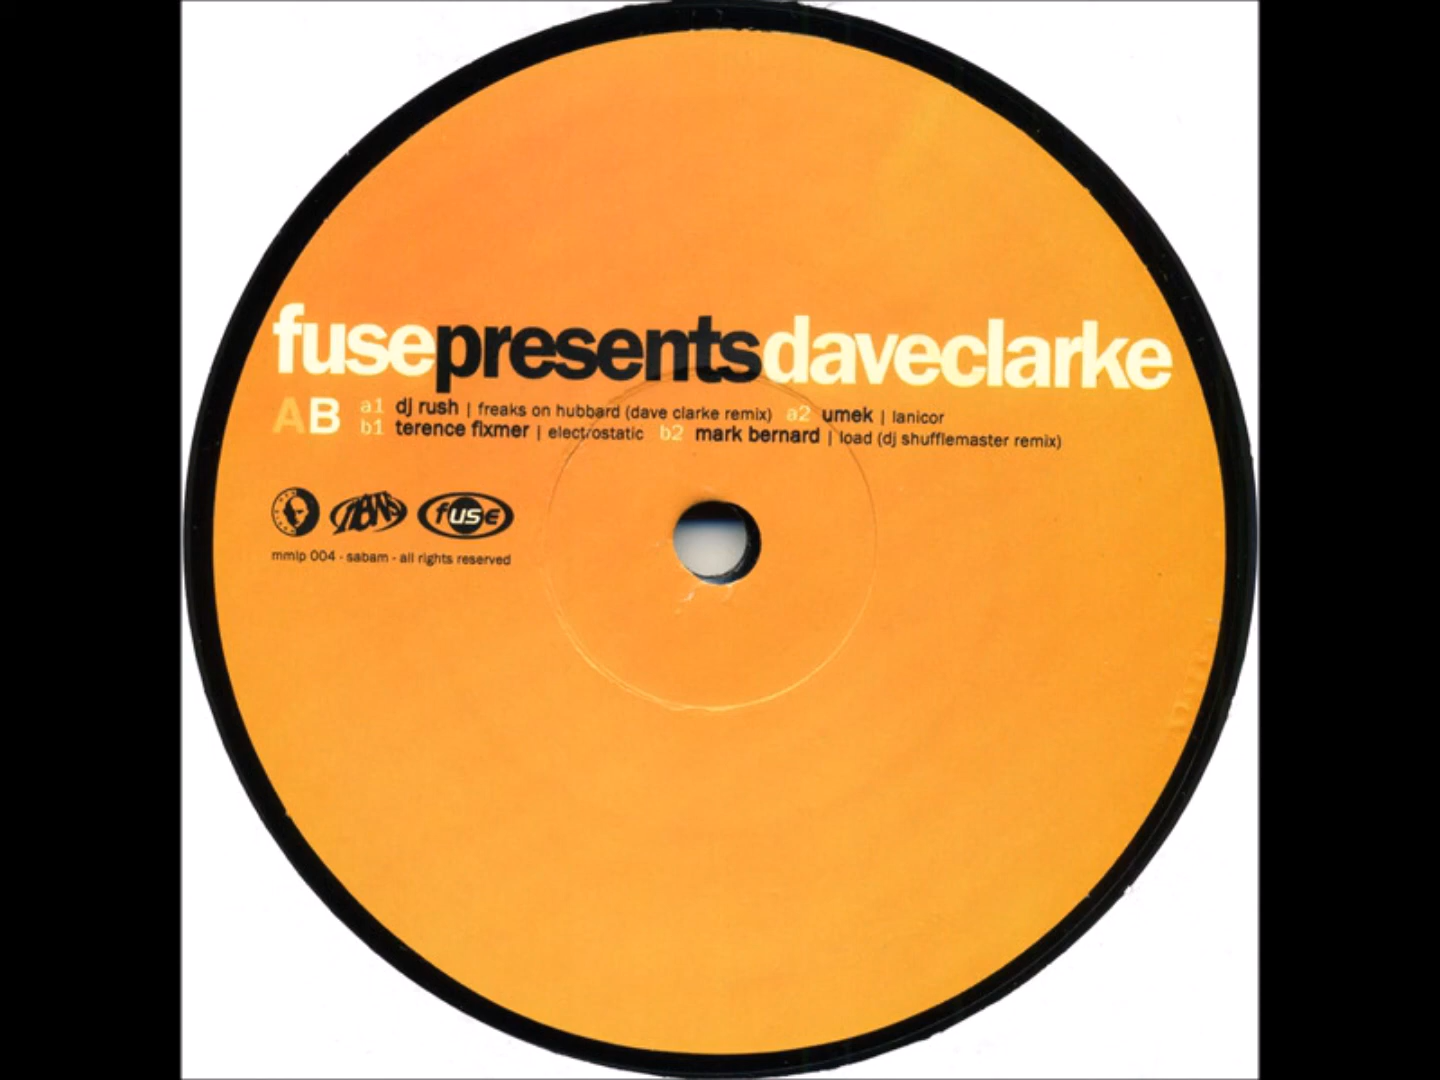 fusepresentsdaveclarke
AB a1 dj rush | freaks on hubbard (dave clarke remix) a2 umek | lanicor
b1 terence fixmer | electrostatic b2 mark bernard | load (dj shufflemaster remix)
news fuse
mmlp 004 - sabam - all rights reserved